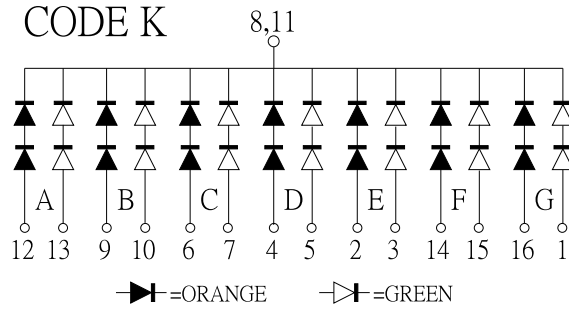 CODE K
8,11
A B C D E F G
12 13 9 10 6 7 4 5 2 3 14 15 16 1
=ORANGE =GREEN